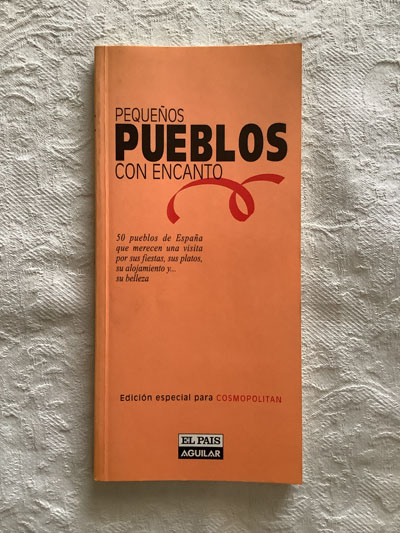 PEQUEÑOS
PUEBLOS
CON ENCANTO
50 pueblos de España
que merecen una visita
por sus fiestas, sus platos,
su alojamiento y...
su belleza
Edición especial para COSMOPOLITAN
EL PAIS
AGUILAR